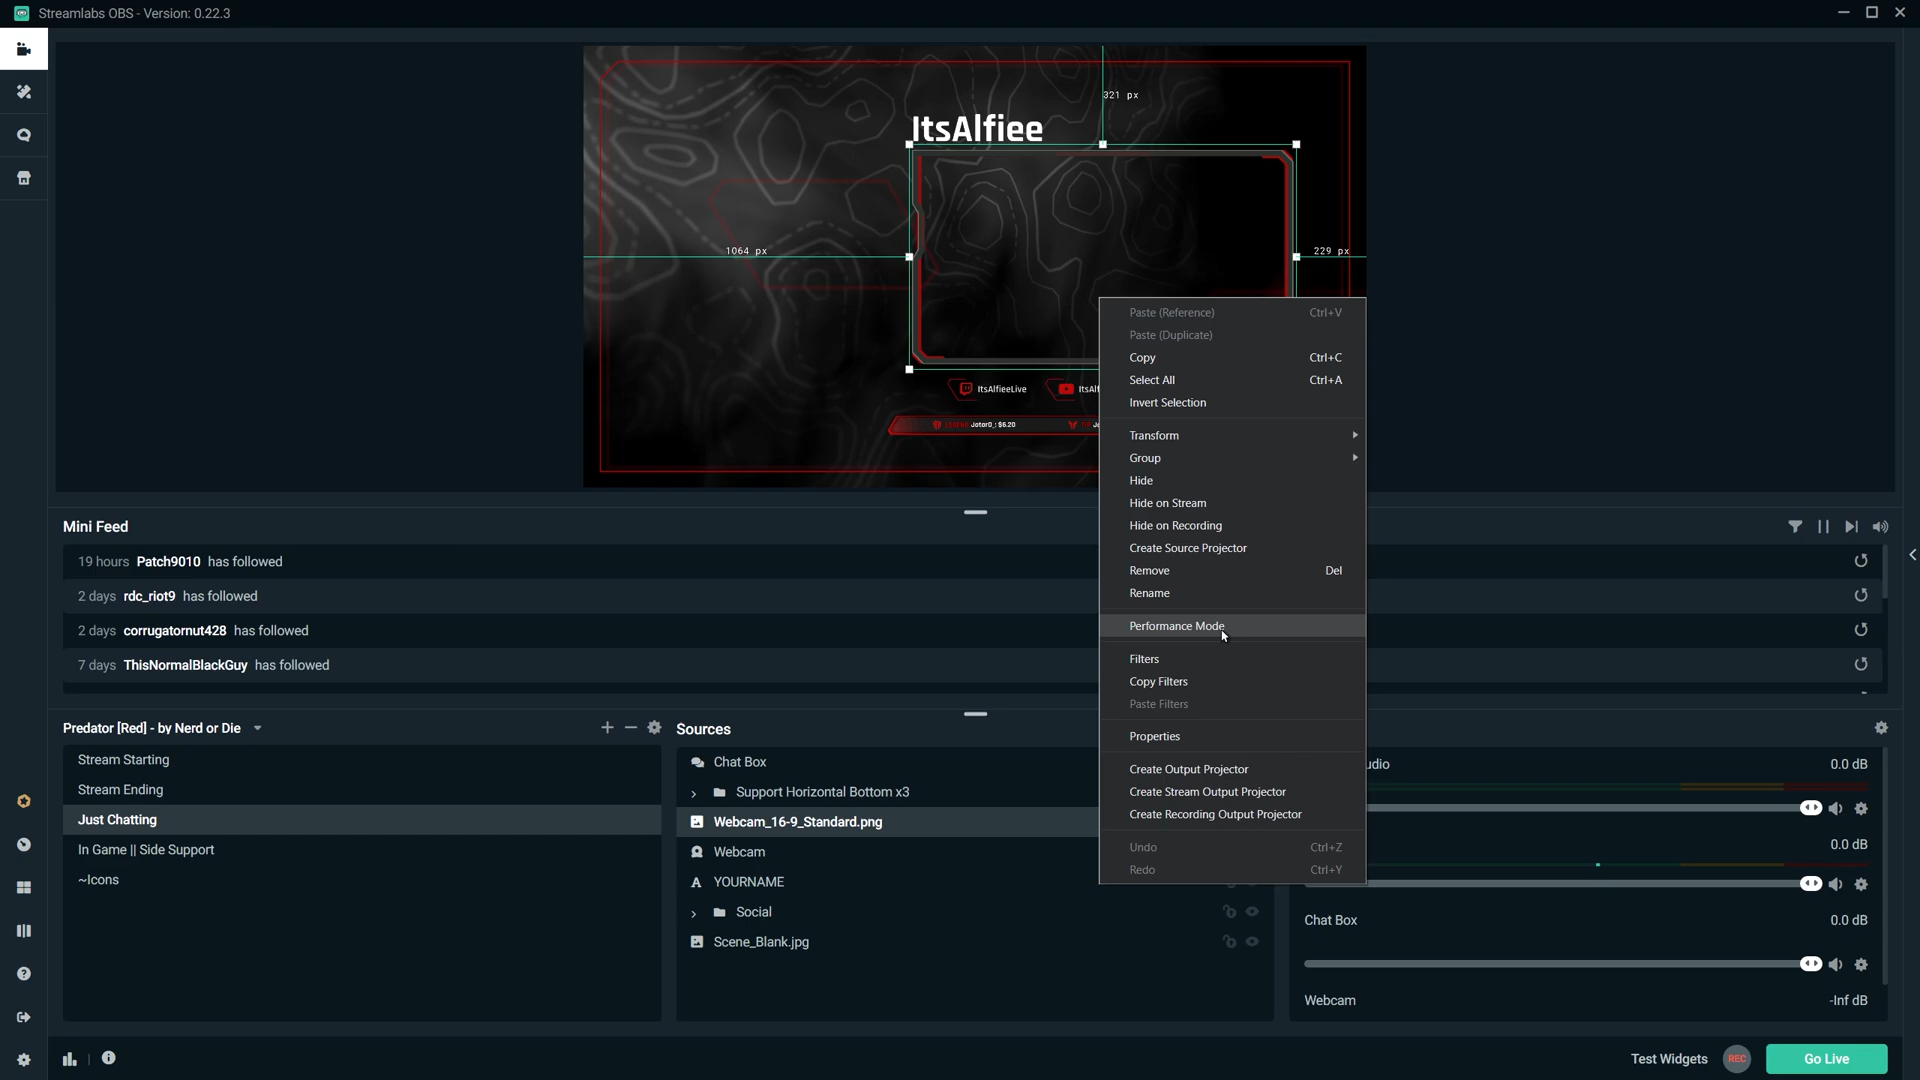 Streamlabs OBS - Version: 0.22.3
321 px
ItsAlfiee
1064 px
229 px
ItsAlfieeLive
ItsAlf
LEGEND Jotar0_: $6.20
TIP
Paste (Reference) Ctrl+V
Paste (Duplicate)
Copy Ctrl+C
Select All Ctrl+A
Invert Selection
Transform
Group
Hide
Hide on Stream
Hide on Recording
Create Source Projector
Remove Del
Rename
Performance Mode
Filters
Copy Filters
Paste Filters
Properties
Create Output Projector
Create Stream Output Projector
Create Recording Output Projector
Undo Ctrl+Z
Redo Ctrl+Y
Mini Feed
19 hours Patch9010 has followed
2 days rdc_riot9 has followed
2 days corrugatornut428 has followed
7 days ThisNormalBlackGuy has followed
Predator [Red] - by Nerd or Die
Stream Starting
Stream Ending
Just Chatting
In Game || Side Support
~Icons
Sources
Chat Box
Support Horizontal Bottom x3
Webcam_16-9_Standard.png
Webcam
A YOURNAME
Social
Scene_Blank.jpg
udio 0.0 dB
0.0 dB
Chat Box 0.0 dB
Webcam -Inf dB
Test Widgets
REC
Go Live